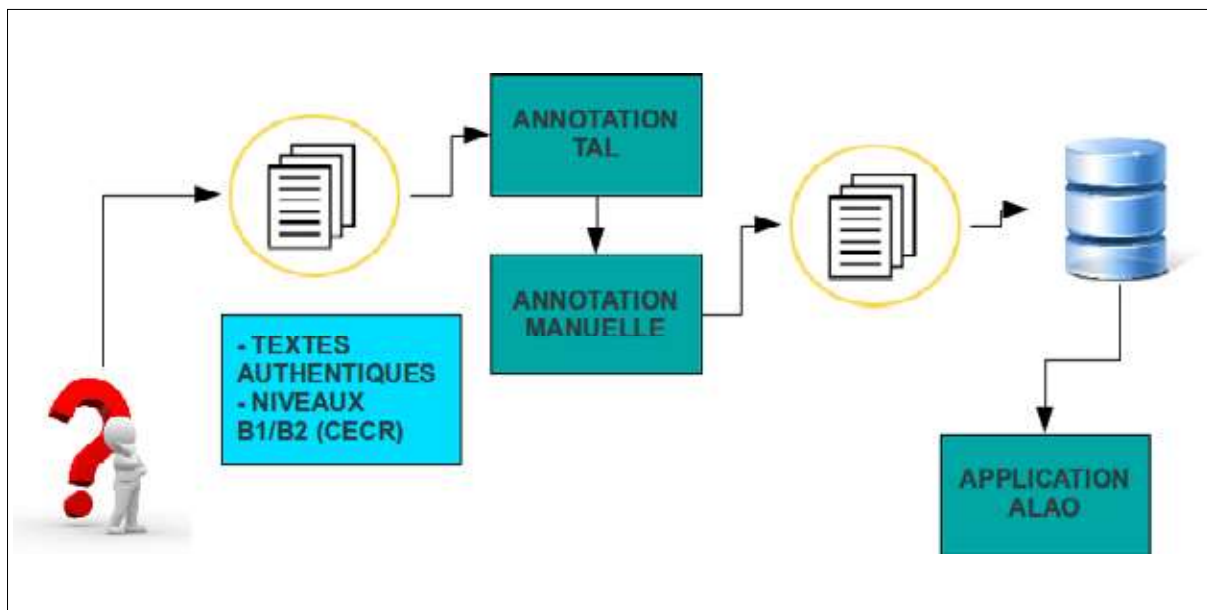 ANNOTATION
TAL
ANNOTATION
MANUELLE
- TEXTES
AUTHENTIQUES
- NIVEAUX
B1/B2 (CECR)
APPLICATION
ALAO